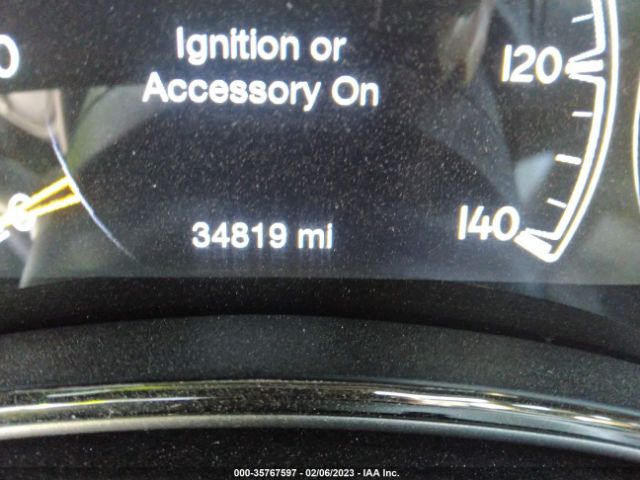 Ignition or
Accessory On
120
34819 mi
140
000-35767597 - 02/06/2023 - IAA Inc.